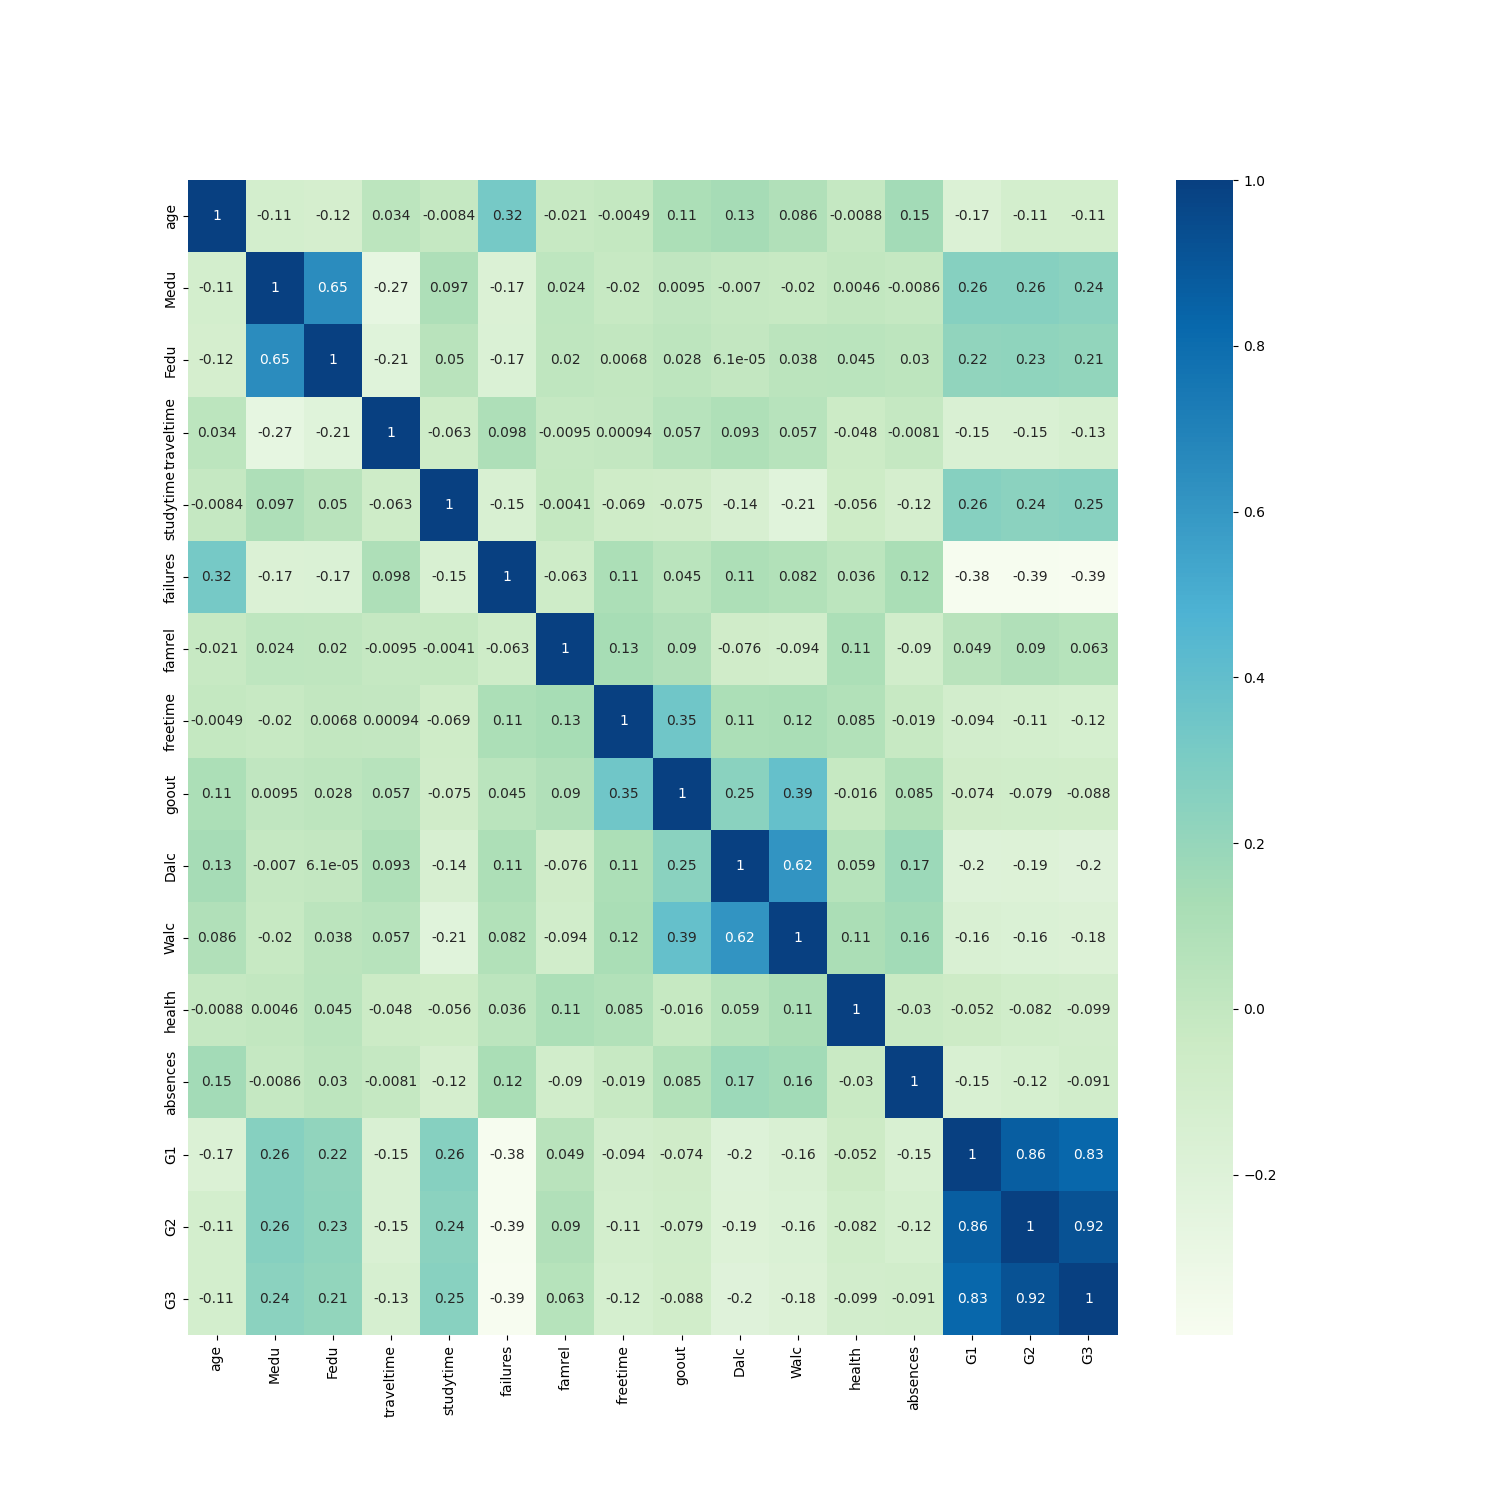 age 1 -0.11 -0.12 0.034 -0.0084 0.32 -0.021 -0.0049 0.11 0.13 0.086 -0.0088 0.15 -0.17 -0.11 -0.11
Medu -0.11 1 0.65 -0.27 0.097 -0.17 0.024 -0.02 0.0095 -0.007 -0.02 0.0046 -0.0086 0.26 0.26 0.24
Fedu -0.12 0.65 1 -0.21 0.05 -0.17 0.02 0.0068 0.028 6.1e-05 0.038 0.045 0.03 0.22 0.23 0.21
traveltime 0.034 -0.27 -0.21 1 -0.063 0.098 -0.0095 0.00094 0.057 0.093 0.057 -0.048 -0.0081 -0.15 -0.15 -0.13
studytime -0.0084 0.097 0.05 -0.063 1 -0.15 -0.0041 -0.069 -0.075 -0.14 -0.21 -0.056 -0.12 0.26 0.24 0.25
failures 0.32 -0.17 -0.17 0.098 -0.15 1 -0.063 0.11 0.045 0.11 0.082 0.036 0.12 -0.38 -0.39 -0.39
famrel -0.021 0.024 0.02 -0.0095 -0.0041 -0.063 1 0.13 0.09 -0.076 -0.094 0.11 -0.09 0.049 0.09 0.063
freetime -0.0049 -0.02 0.0068 0.00094 -0.069 0.11 0.13 1 0.35 0.11 0.12 0.085 -0.019 -0.094 -0.11 -0.12
goout 0.11 0.0095 0.028 0.057 -0.075 0.045 0.09 0.35 1 0.25 0.39 -0.016 0.085 -0.074 -0.079 -0.088
Dalc 0.13 -0.007 6.1e-05 0.093 -0.14 0.11 -0.076 0.11 0.25 1 0.62 0.059 0.17 -0.2 -0.19 -0.2
Walc 0.086 -0.02 0.038 0.057 -0.21 0.082 -0.094 0.12 0.39 0.62 1 0.11 0.16 -0.16 -0.16 -0.18
health -0.0088 0.0046 0.045 -0.048 -0.056 0.036 0.11 0.085 -0.016 0.059 0.11 1 -0.03 -0.052 -0.082 -0.099
absences 0.15 -0.0086 0.03 -0.0081 -0.12 0.12 -0.09 -0.019 0.085 0.17 0.16 -0.03 1 -0.15 -0.12 -0.091
G1 -0.17 0.26 0.22 -0.15 0.26 -0.38 0.049 -0.094 -0.074 -0.2 -0.16 -0.052 -0.15 1 0.86 0.83
G2 -0.11 0.26 0.23 -0.15 0.24 -0.39 0.09 -0.11 -0.079 -0.19 -0.16 -0.082 -0.12 0.86 1 0.92
G3 -0.11 0.24 0.21 -0.13 0.25 -0.39 0.063 -0.12 -0.088 -0.2 -0.18 -0.099 -0.091 0.83 0.92 1
age Medu Fedu traveltime studytime failures famrel freetime goout Dalc Walc health absences G1 G2 G3
1.0
0.8
0.6
0.4
0.2
0.0
−0.2